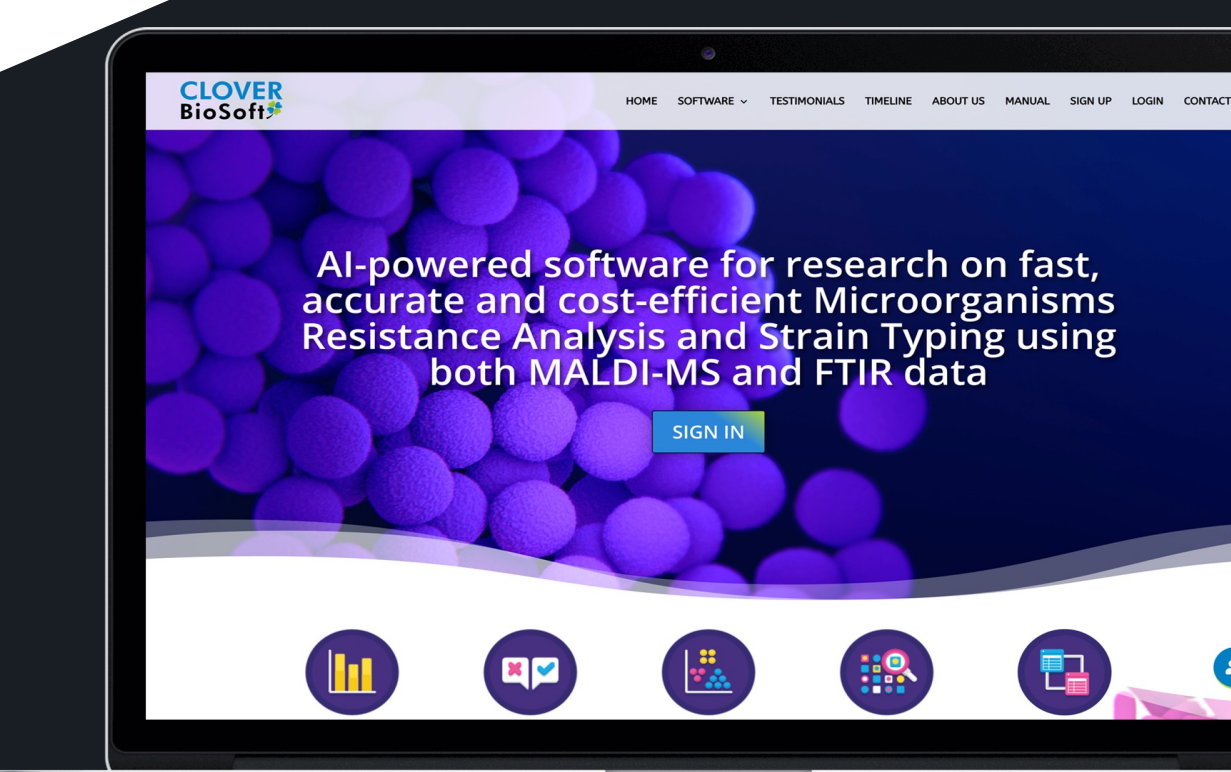 CLOVER
BioSoft
HOME SOFTWARE TESTIMONIALS TIMELINE ABOUT US MANUAL SIGN UP LOGIN CONTACT
AI-powered software for research on fast,
accurate and cost-efficient Microorganisms
Resistance Analysis and Strain Typing using
both MALDI-MS and FTIR data
SIGN IN